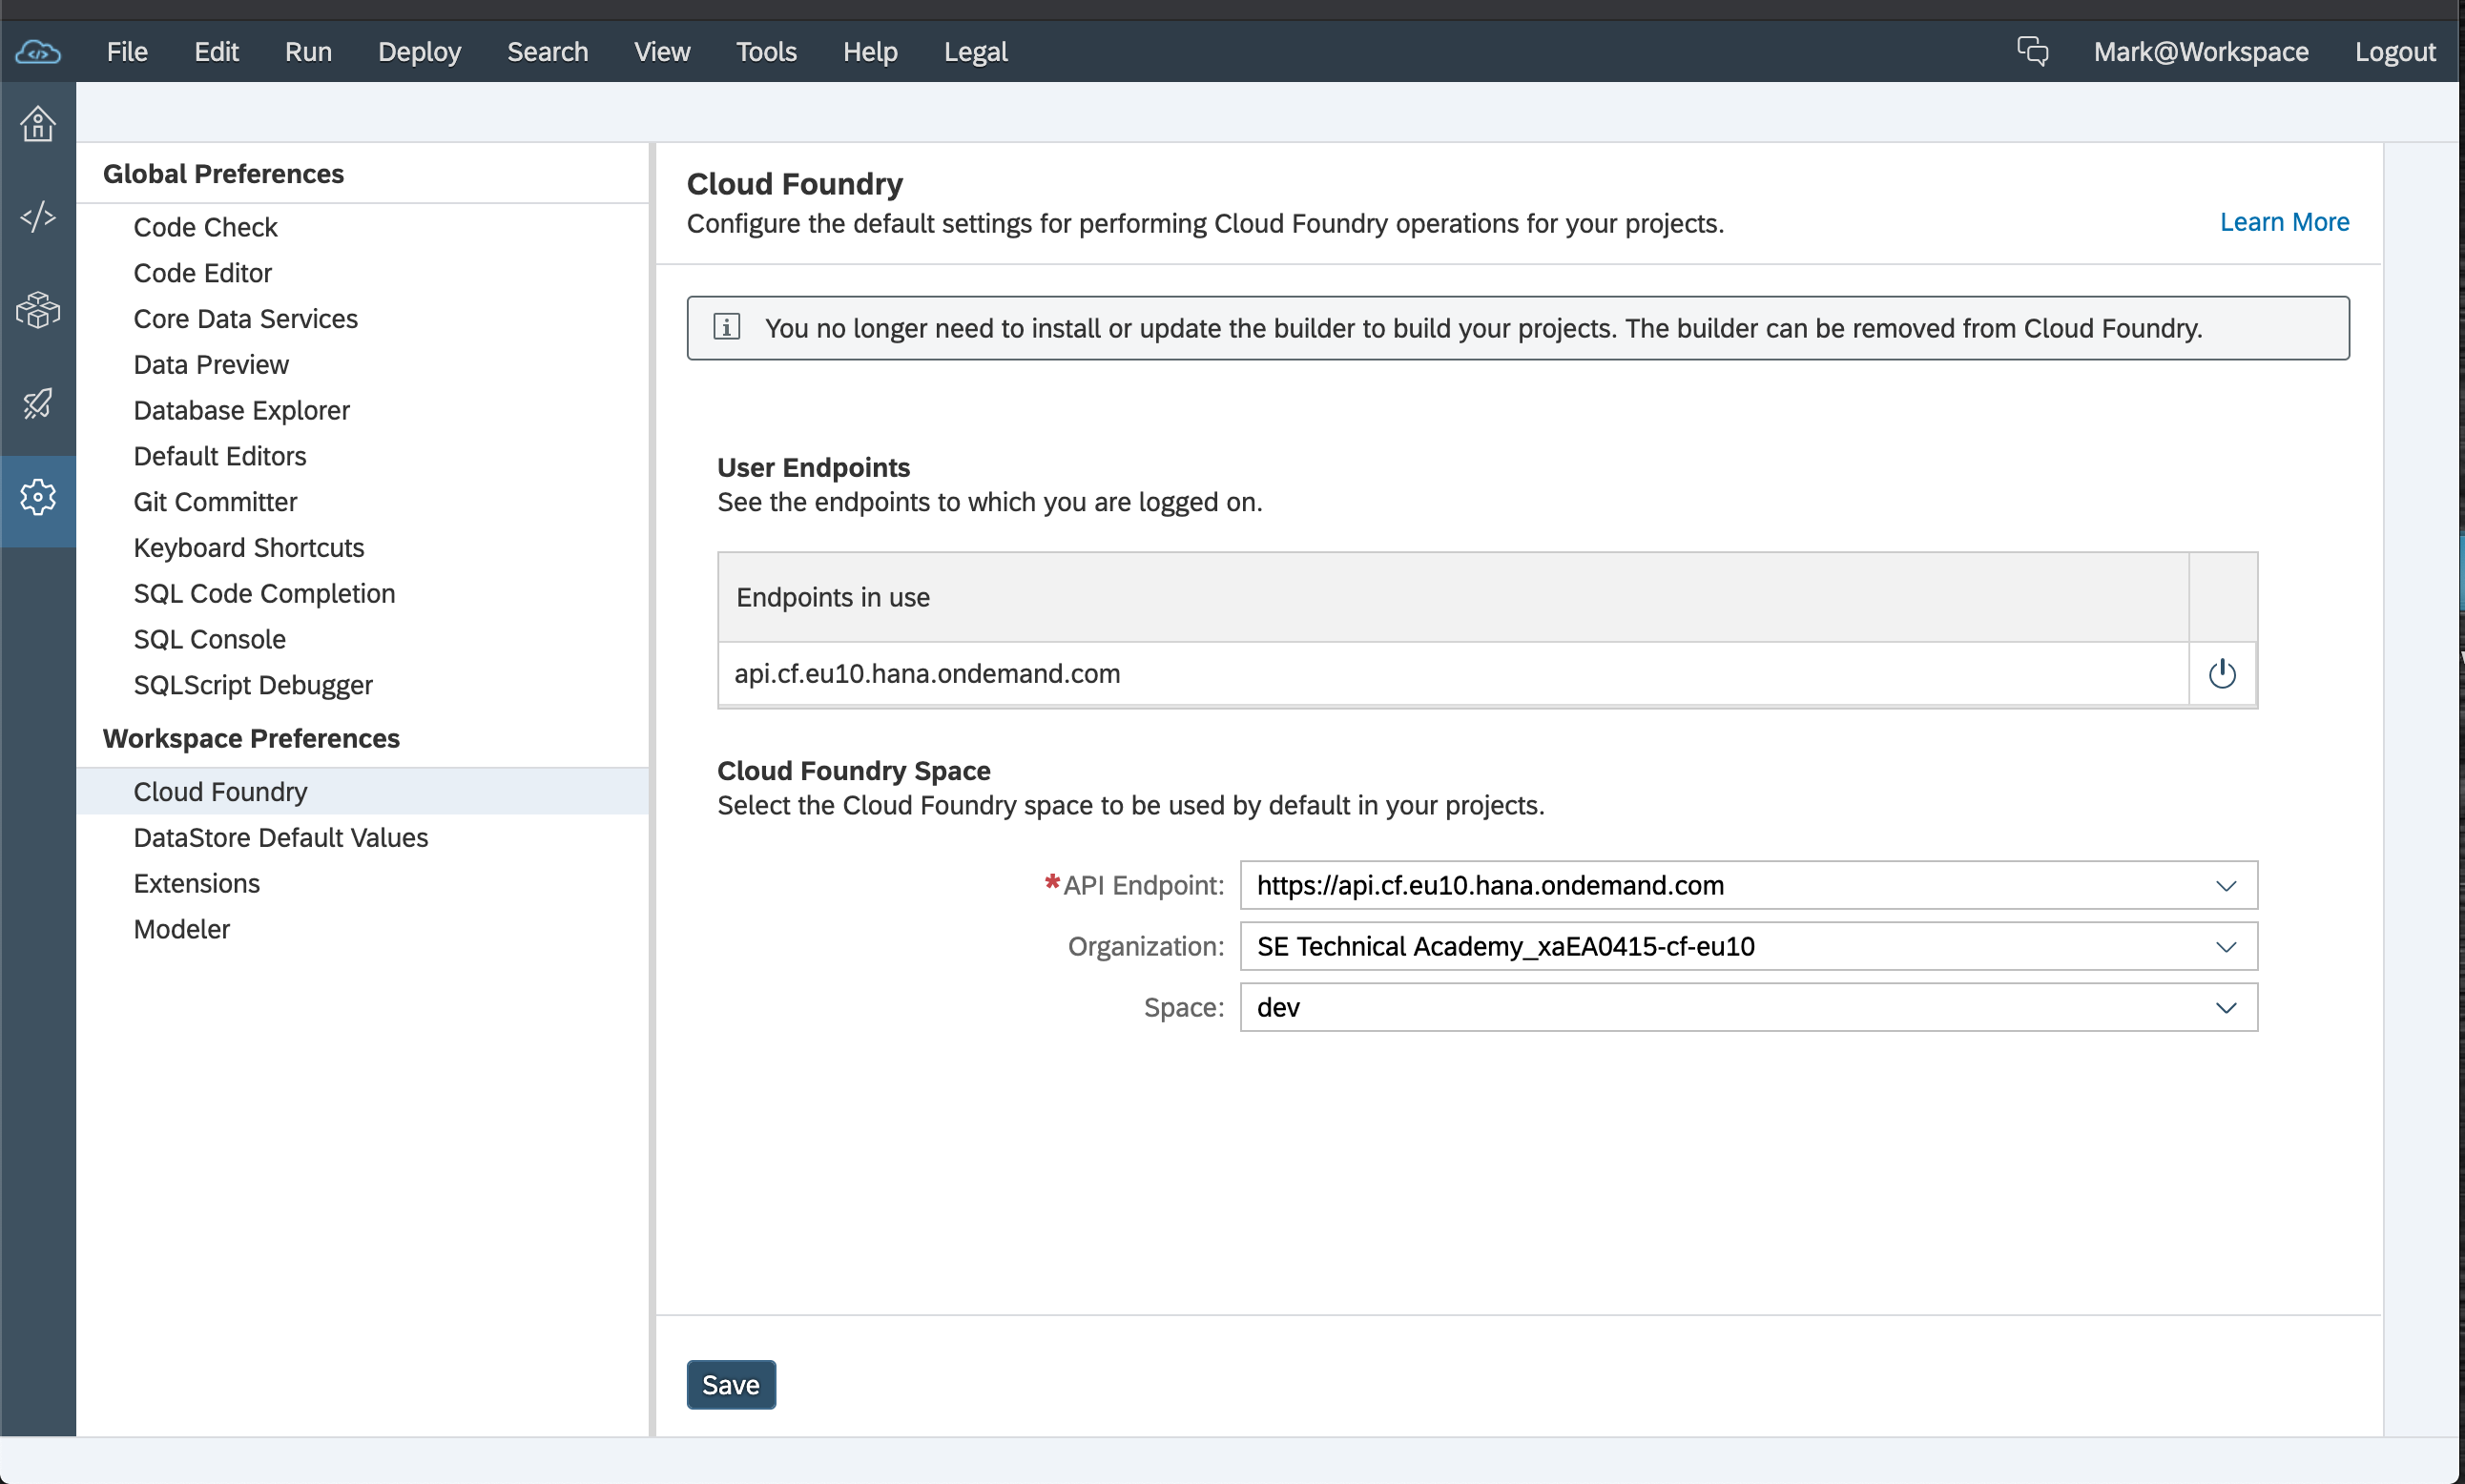 File Edit Run Deploy Search View Tools Help Legal Mark@Workspace Logout
Global Preferences
Code Check
Code Editor
Core Data Services
Data Preview
Database Explorer
Default Editors
Git Committer
Keyboard Shortcuts
SQL Code Completion
SQL Console
SQLScript Debugger
Workspace Preferences
Cloud Foundry
DataStore Default Values
Extensions
Modeler
Cloud Foundry
Configure the default settings for performing Cloud Foundry operations for your projects.
Learn More
You no longer need to install or update the builder to build your projects. The builder can be removed from Cloud Foundry.
User Endpoints
See the endpoints to which you are logged on.
Endpoints in use
api.cf.eu10.hana.ondemand.com
Cloud Foundry Space
Select the Cloud Foundry space to be used by default in your projects.
*API Endpoint: https://api.cf.eu10.hana.ondemand.com
Organization: SE Technical Academy_xaEA0415-cf-eu10
Space: dev
Save